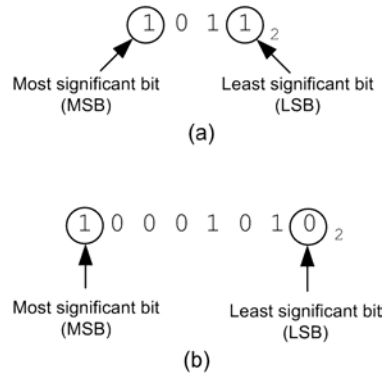 1 0 1 1 2
Most significant bit Least significant bit
(MSB) (LSB)
(a)
1 0 0 0 1 0 1 0 2
Most significant bit Least significant bit
(MSB) (LSB)
(b)